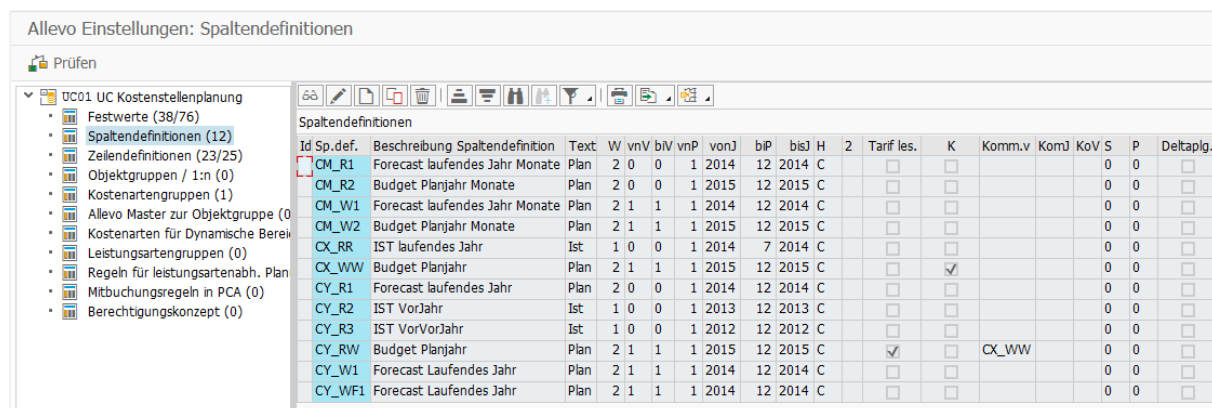 Allevo Einstellungen: Spaltendefinitionen
Prüfen
UC01 UC Kostenstellenplanung
Festwerte (38/76)
Spaltendefinitionen (12)
Zeilendefinitionen (23/25)
Objektgruppen / 1:n (0)
Kostenartengruppen (1)
Allevo Master zur Objektgruppe (0
Kostenarten für Dynamische Berei
Leistungsartengruppen (0)
Regeln für leistungsartenabh. Plan
Mitbuchungsregeln in PCA (0)
Berechtigungskonzept (0)
Spaltendefinitionen
Id Sp.def. Beschreibung Spaltendefinition Text W vnV biV vnP vonJ biP bisJ H 2 Tarif les. K Komm.v KomJ KoV S P Deltaplg.
CM_R1 Forecast laufendes Jahr Monate Plan 2 0 0 1 2014 12 2014 C 0 0
CM_R2 Budget Planjahr Monate Plan 2 0 0 1 2015 12 2015 C 0 0
CM_W1 Forecast laufendes Jahr Monate Plan 2 1 1 1 2014 12 2014 C 0 0
CM_W2 Budget Planjahr Monate Plan 2 1 1 1 2015 12 2015 C 0 0
CX_RR IST laufendes Jahr Ist 1 0 0 1 2014 7 2014 C 0 0
CX_WW Budget Planjahr Plan 2 1 1 1 2015 12 2015 C 0 0
CY_R1 Forecast laufendes Jahr Plan 2 0 0 1 2014 12 2014 C 0 0
CY_R2 IST VorJahr Ist 1 0 0 1 2013 12 2013 C 0 0
CY_R3 IST VorVorJahr Ist 1 0 0 1 2012 12 2012 C 0 0
CY_RW Budget Planjahr Plan 2 1 1 1 2015 12 2015 C CX_WW 0 0
CY_W1 Forecast Laufendes Jahr Plan 2 1 1 1 2014 12 2014 C 0 0
CY_WF1 Forecast Laufendes Jahr Plan 2 1 1 1 2014 12 2014 C 0 0